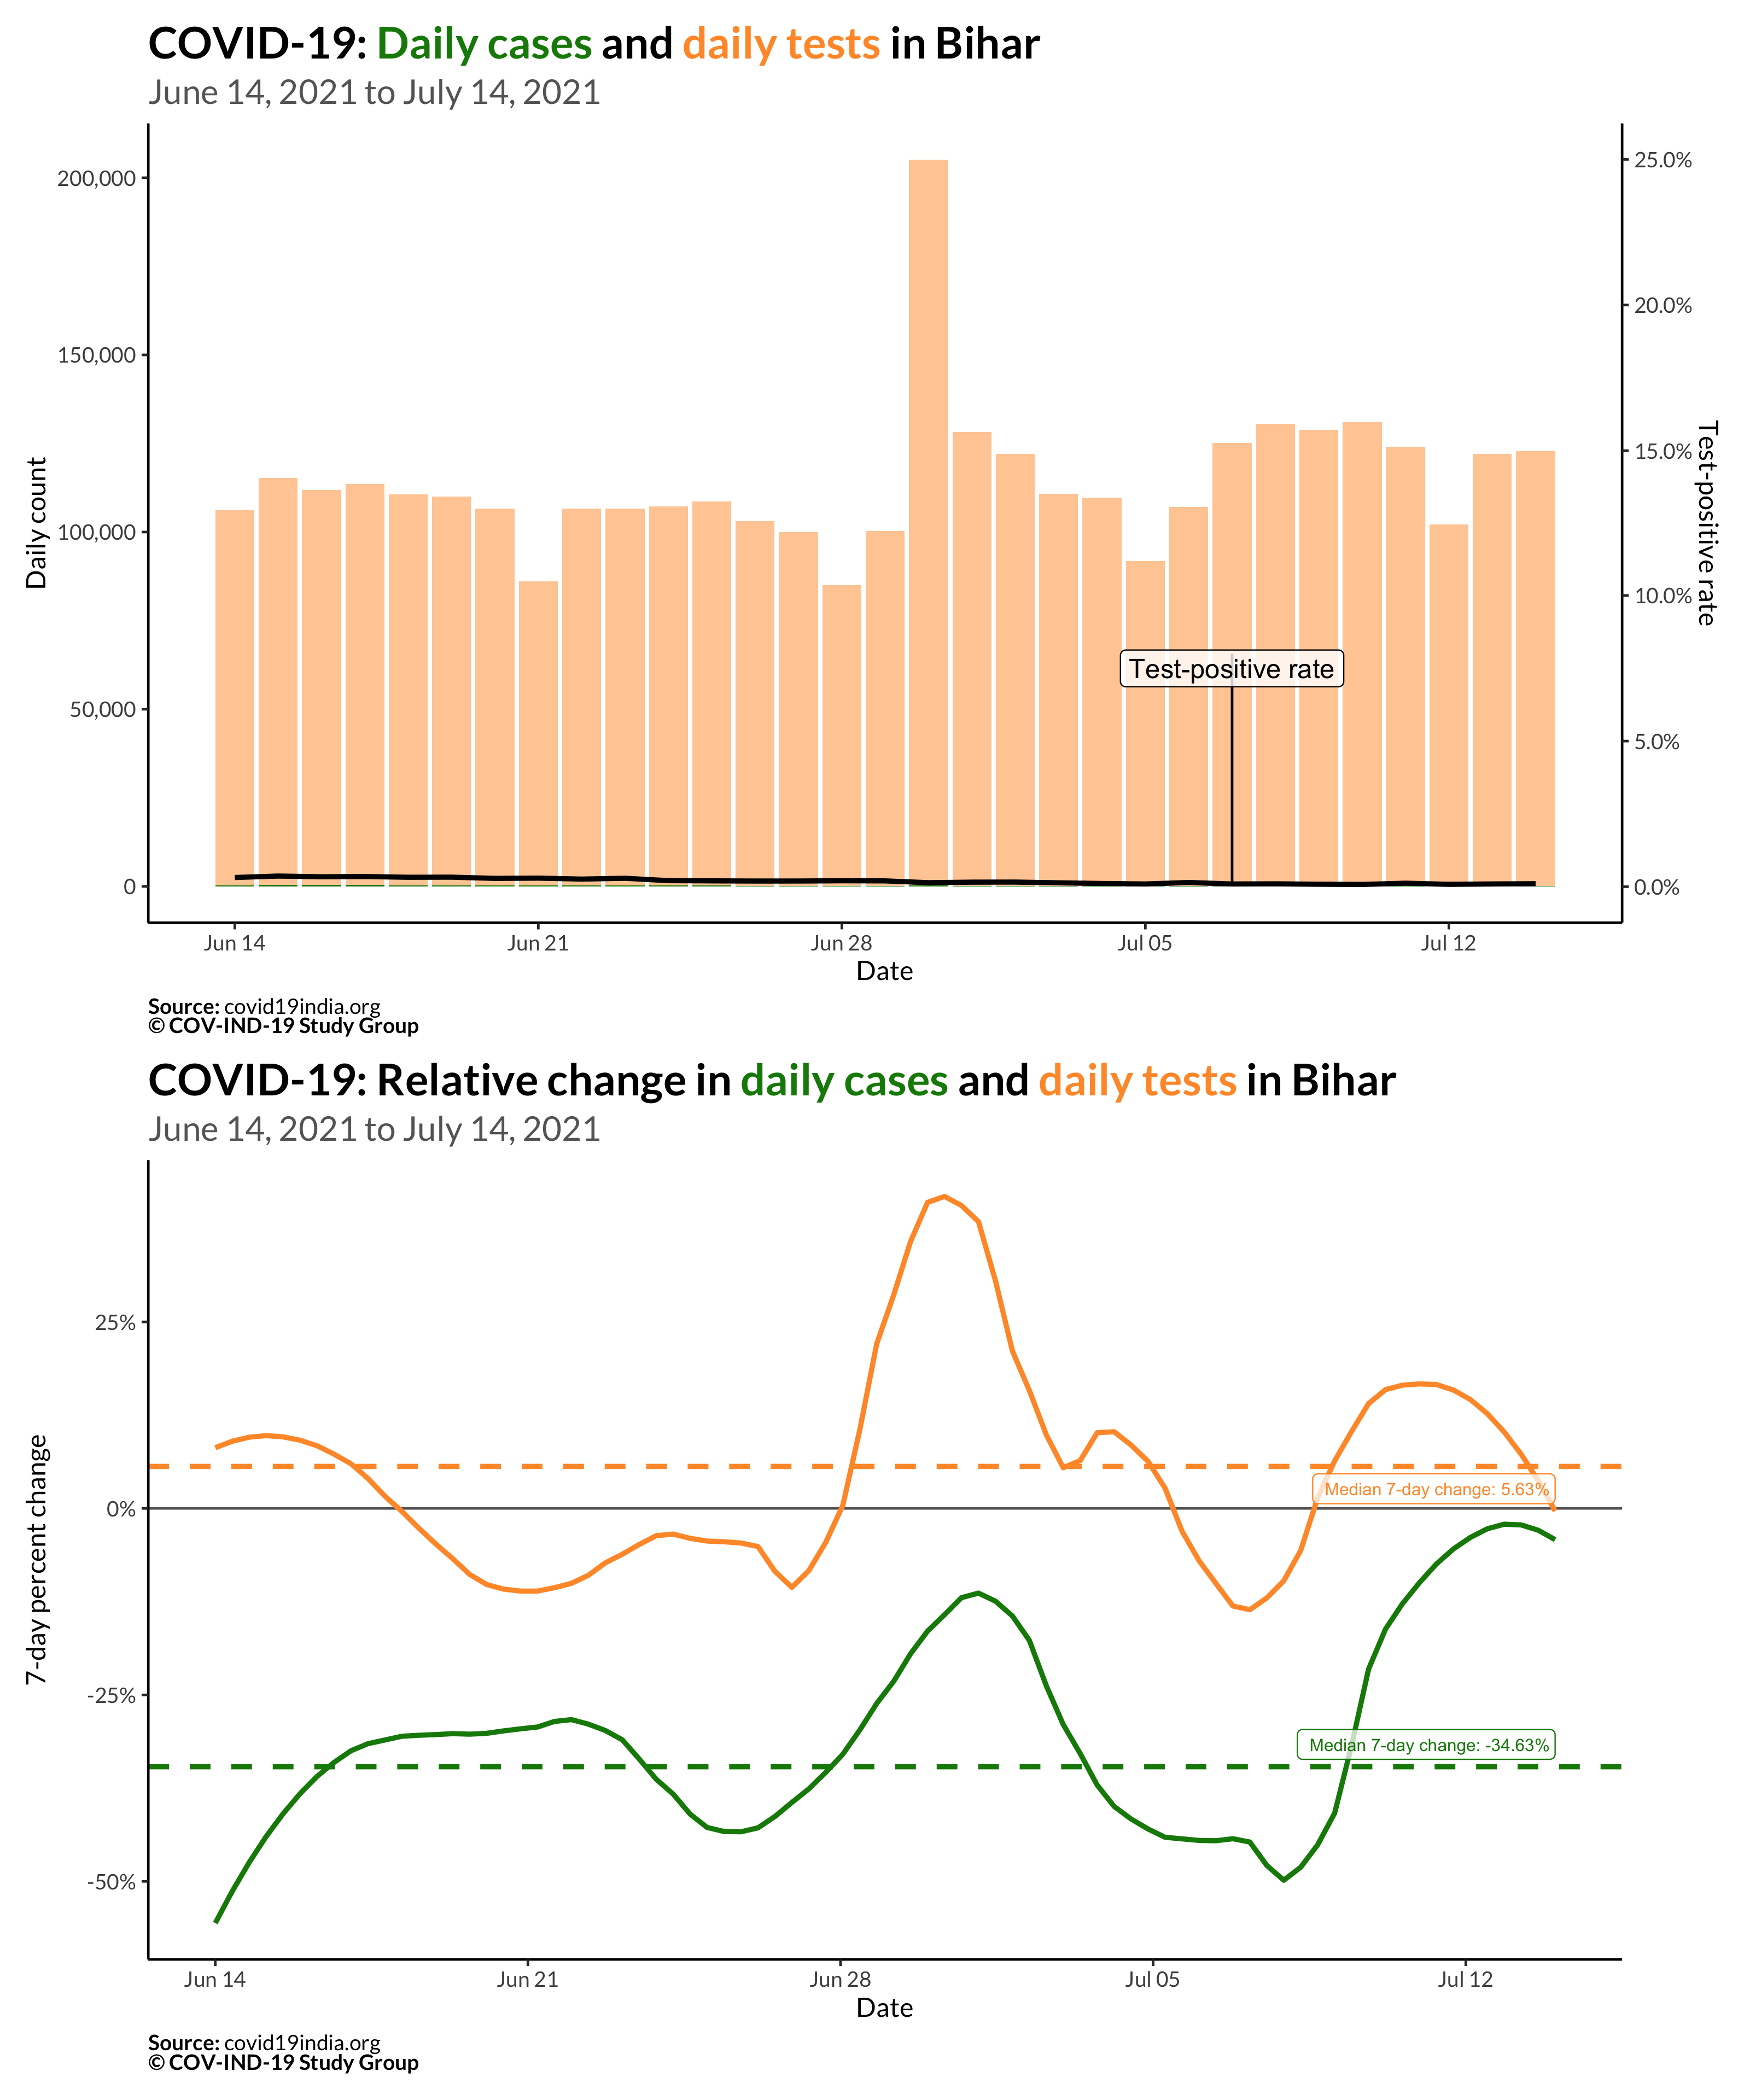 COVID-19: Daily cases and daily tests in Bihar
June 14, 2021 to July 14, 2021
200,000
150,000
100,000
50,000
0
Daily count
25.0%
20.0%
15.0%
10.0%
5.0%
0.0%
Test-positive rate
Test-positive rate
Jun 14 Jun 21 Jun 28 Jul 05 Jul 12
Date
Source: covid19india.org
© COV-IND-19 Study Group
COVID-19: Relative change in daily cases and daily tests in Bihar
June 14, 2021 to July 14, 2021
25%
0%
-25%
-50%
7-day percent change
Median 7-day change: 5.63%
Median 7-day change: -34.63%
Jun 14 Jun 21 Jun 28 Jul 05 Jul 12
Date
Source: covid19india.org
© COV-IND-19 Study Group